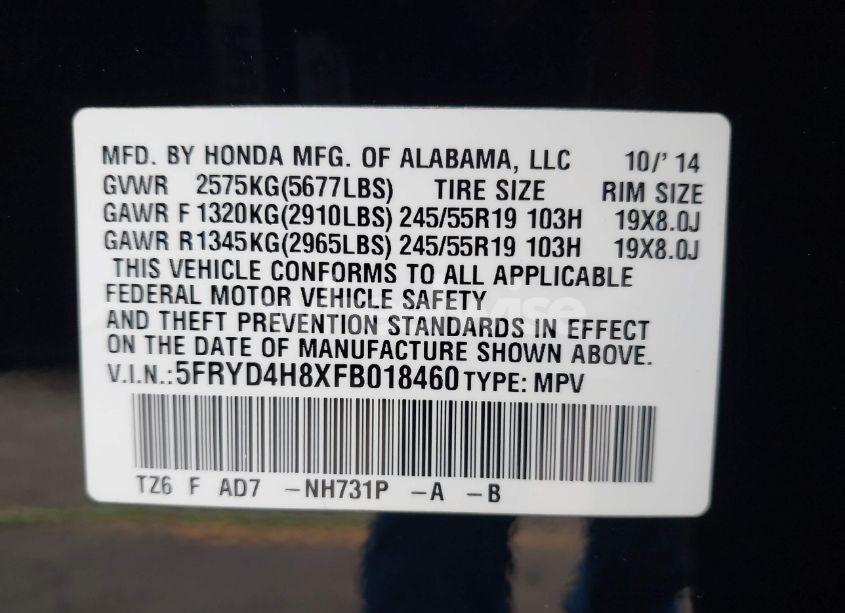 MFD. BY HONDA MFG. OF ALABAMA, LLC 10/' 14
GVWR 2575KG(5677LBS) TIRE SIZE RIM SIZE
GAWR F 1320KG(2910LBS) 245/55R19 103H 19X8.0J
GAWR R1345KG(2965LBS) 245/55R19 103H 19X8.0J
THIS VEHICLE CONFORMS TO ALL APPLICABLE
FEDERAL MOTOR VEHICLE SAFETY
AND THEFT PREVENTION STANDARDS IN EFFECT
ON THE DATE OF MANUFACTURE SHOWN ABOVE.
V.I.N.:5FRYD4H8XFB018460 TYPE: MPV
TZ6 F AD7 -NH731P -A -B